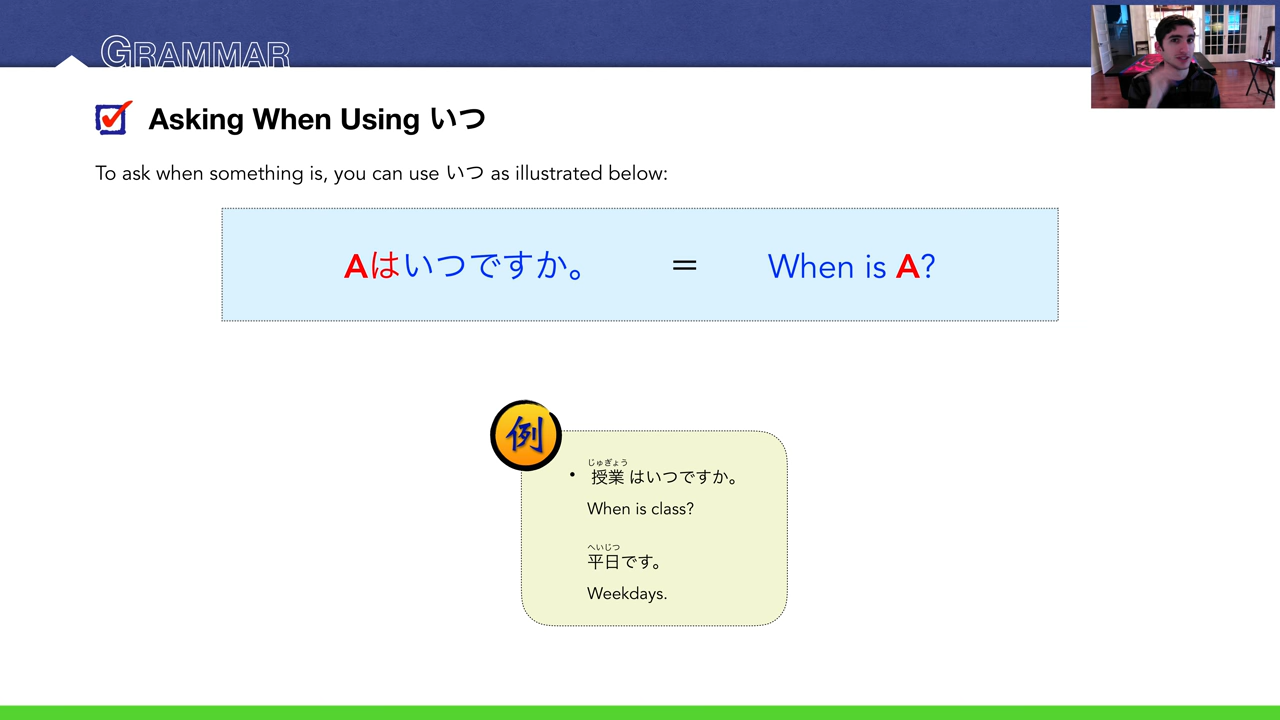 GRAMMAR
Asking When Using いつ
To ask when something is, you can use いつ as illustrated below:
Aはいつですか。 = When is A?
例
じゅぎょう
• 授業 はいつですか。
When is class?
へいじつ
平日です。
Weekdays.